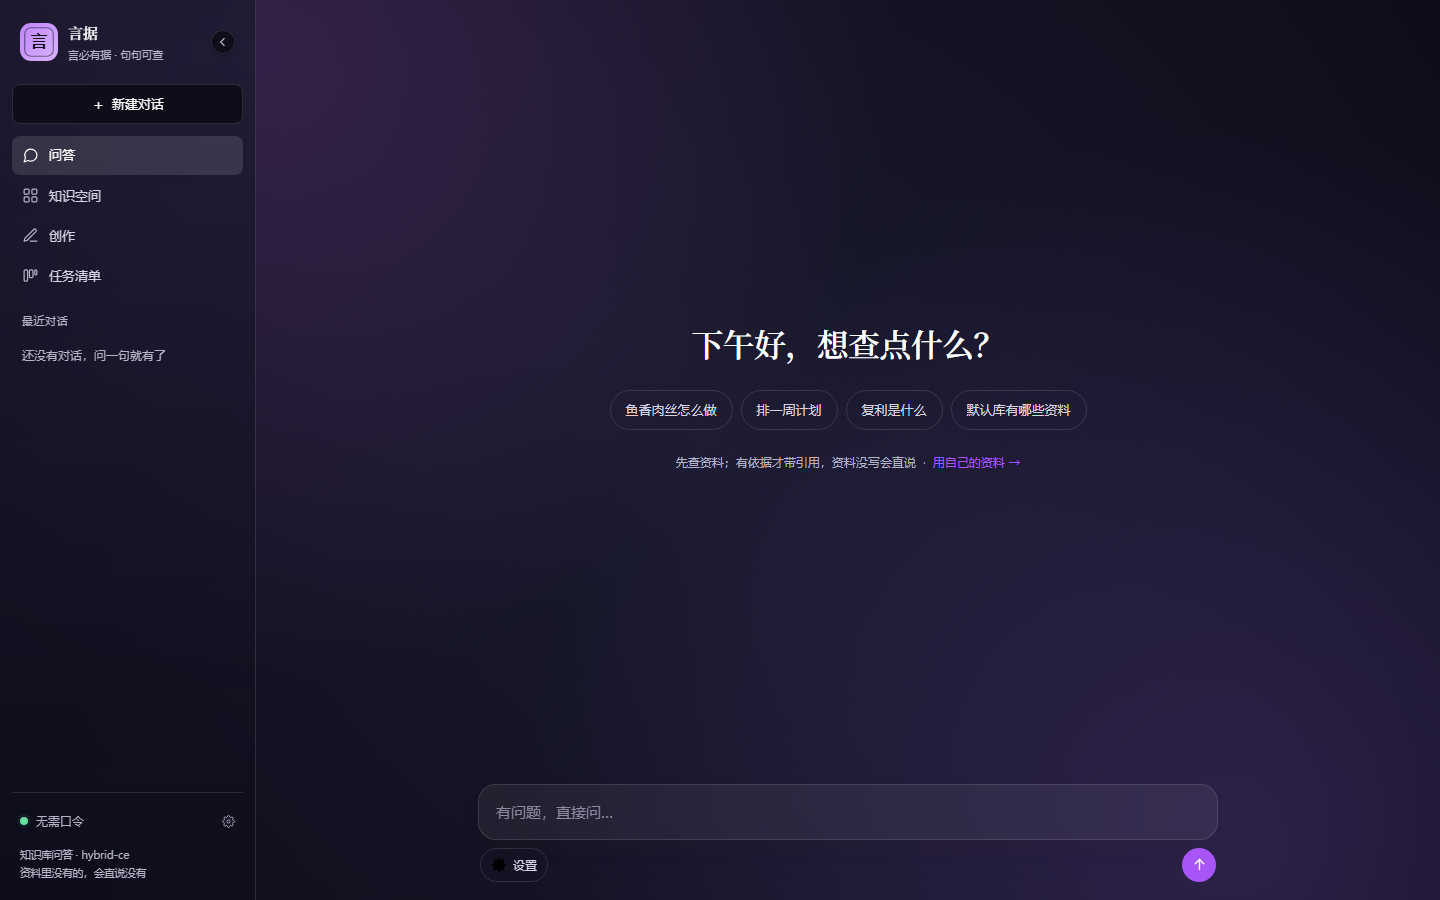 言
言据
言必有据 · 句句可查
+ 新建对话
问答
知识空间
创作
任务清单
最近对话
还没有对话，问一句就有了
无需口令
知识库问答 · hybrid-ce
资料里没有的，会直说没有
下午好，想查点什么？
鱼香肉丝怎么做
排一周计划
复利是什么
默认库有哪些资料
先查资料；有依据才带引用，资料没写会直说 · 用自己的资料 →
有问题，直接问...
设置